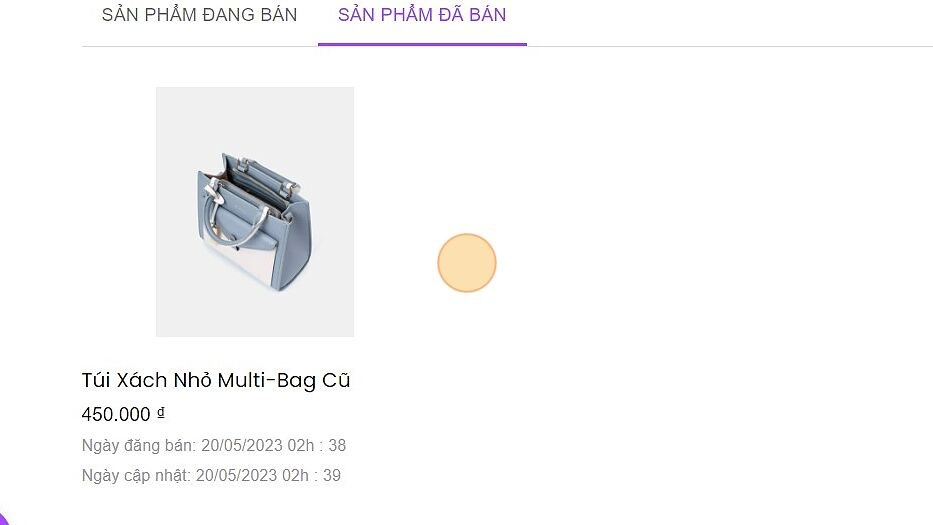 SẢN PHẨM ĐANG BÁN SẢN PHẨM ĐÃ BÁN
Túi Xách Nhỏ Multi-Bag Cũ
450.000 ₫
Ngày đăng bán: 20/05/2023 02h : 38
Ngày cập nhật: 20/05/2023 02h : 39